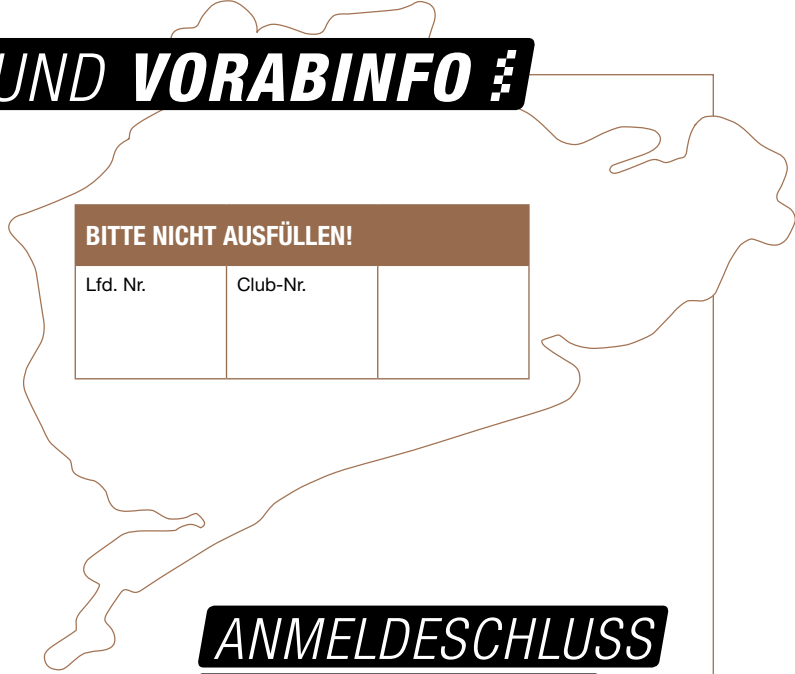 UND VORABINFO
BITTE NICHT AUSFÜLLEN!
Lfd. Nr. Club-Nr.
ANMELDESCHLUSS